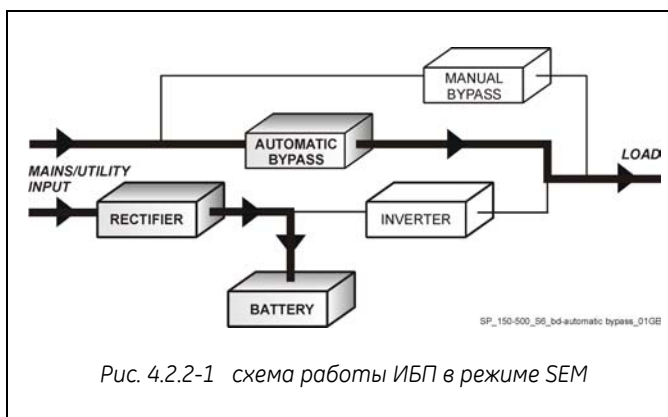 MANUAL
BYPASS
AUTOMATIC
BYPASS
LOAD
MAINS/UTILITY
INPUT
RECTIFIER
INVERTER
BATTERY
SP_150-500_S6_bd-automatic bypass_01GB
Рис. 4.2.2-1 схема работы ИБП в режиме SEM